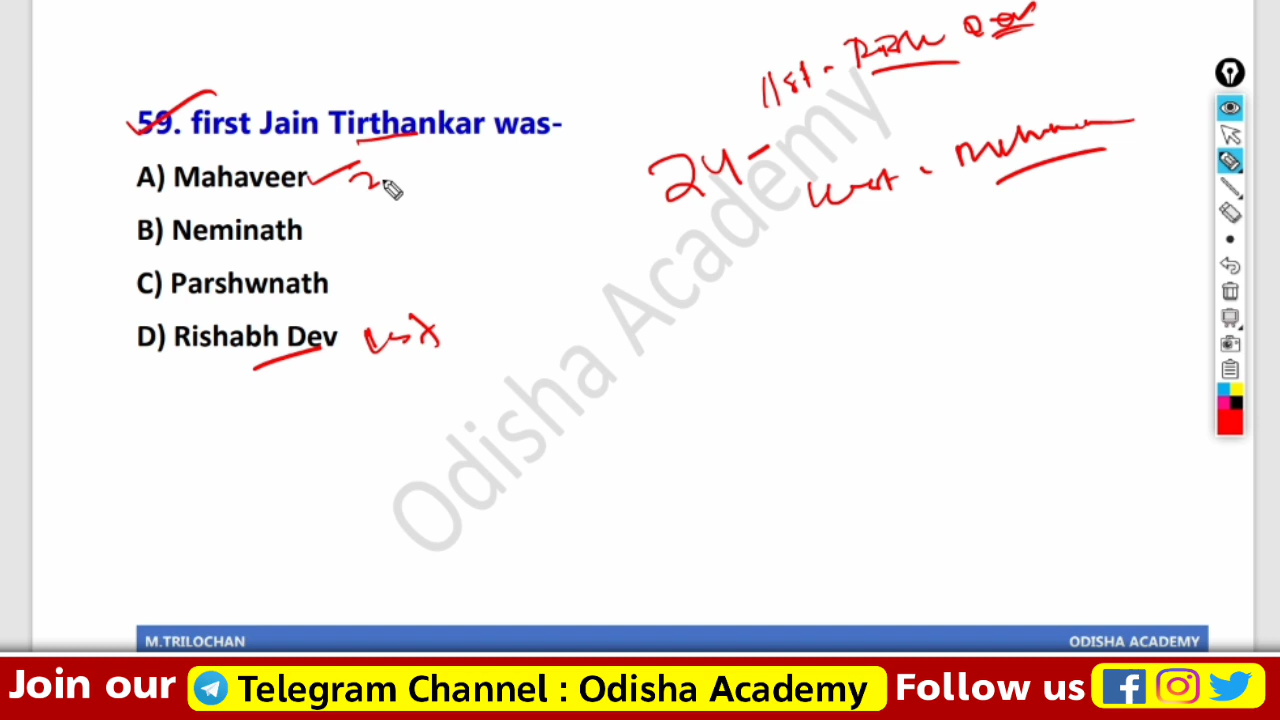 59. first Jain Tirthankar was-
A) Mahaveer
B) Neminath
C) Parshwnath
D) Rishabh Dev
24 -
Odisha Academy
M.TRILOCHAN
ODISHA ACADEMY
Join our
Telegram Channel : Odisha Academy
Follow us